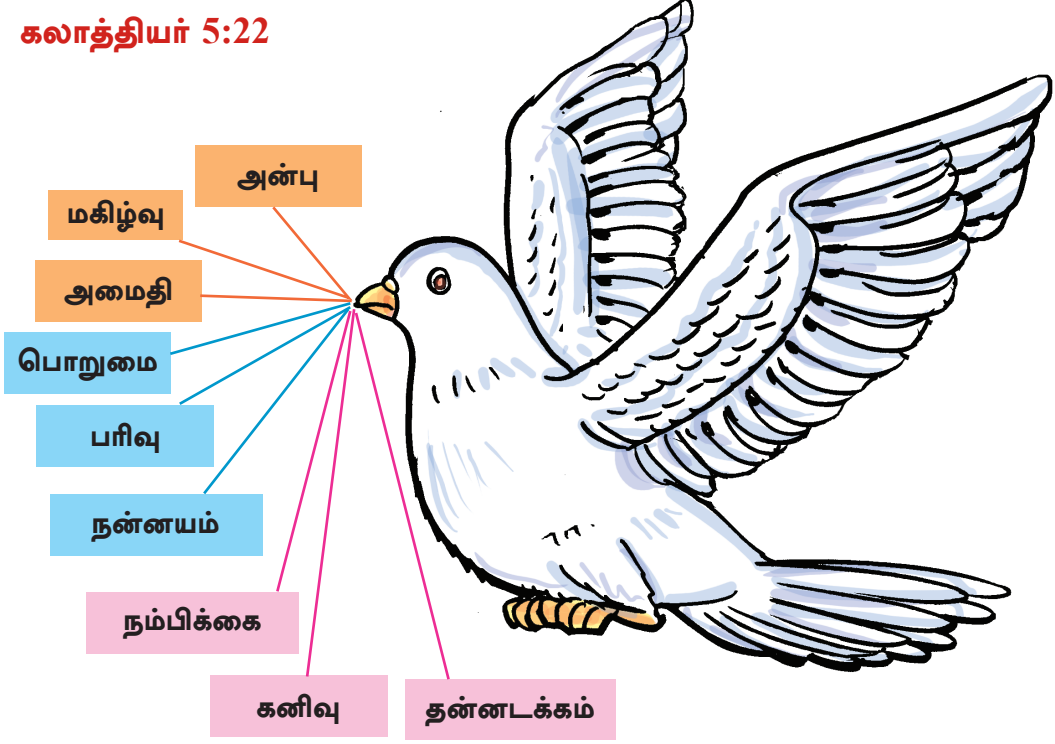 கலாத்தியர் 5:22
அன்பு
மகிழ்வு
அமைதி
பொறுமை
பரிவு
நன்னயம்
நம்பிக்கை
கனிவு
தன்னடக்கம்